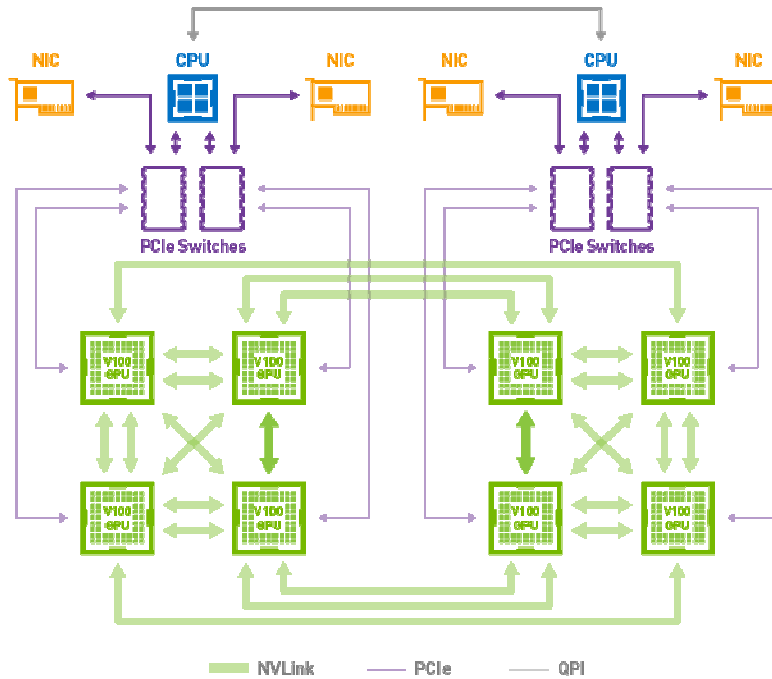 NIC
CPU
NIC
NIC
CPU
NIC
PCIe Switches
PCIe Switches
V100
GPU
V100
GPU
V100
GPU
V100
GPU
V100
GPU
V100
GPU
V100
GPU
V100
GPU
NVLink
PCIe
QPI